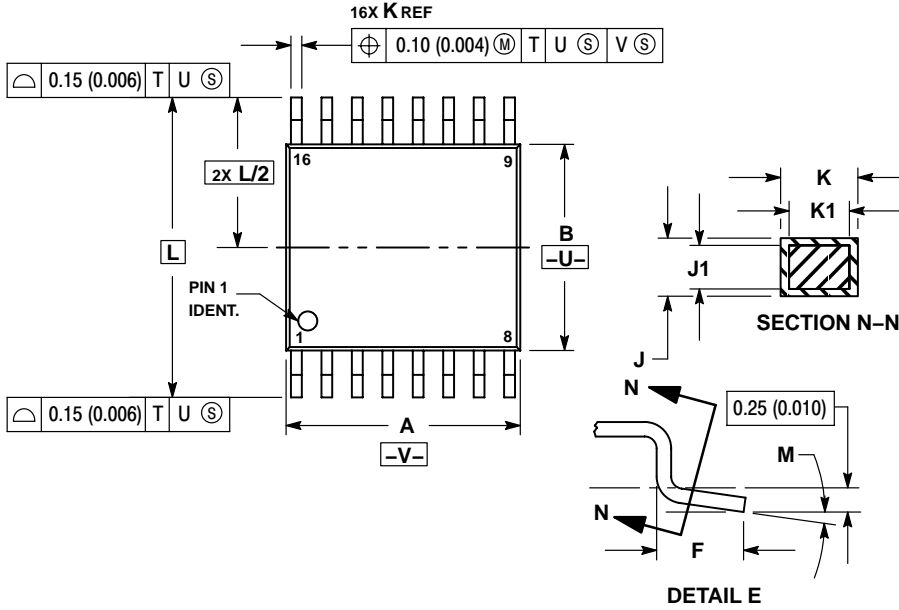 16X K REF
⌖ 0.10 (0.004) Ⓜ T U Ⓢ V Ⓢ
⌓ 0.15 (0.006) T U Ⓢ
16 9
2X L/2
L
B
–U–
PIN 1
IDENT.
1 8
⌓ 0.15 (0.006) T U Ⓢ
A
–V–
K
K1
J1
J
SECTION N–N
N
0.25 (0.010)
M
N
F
DETAIL E